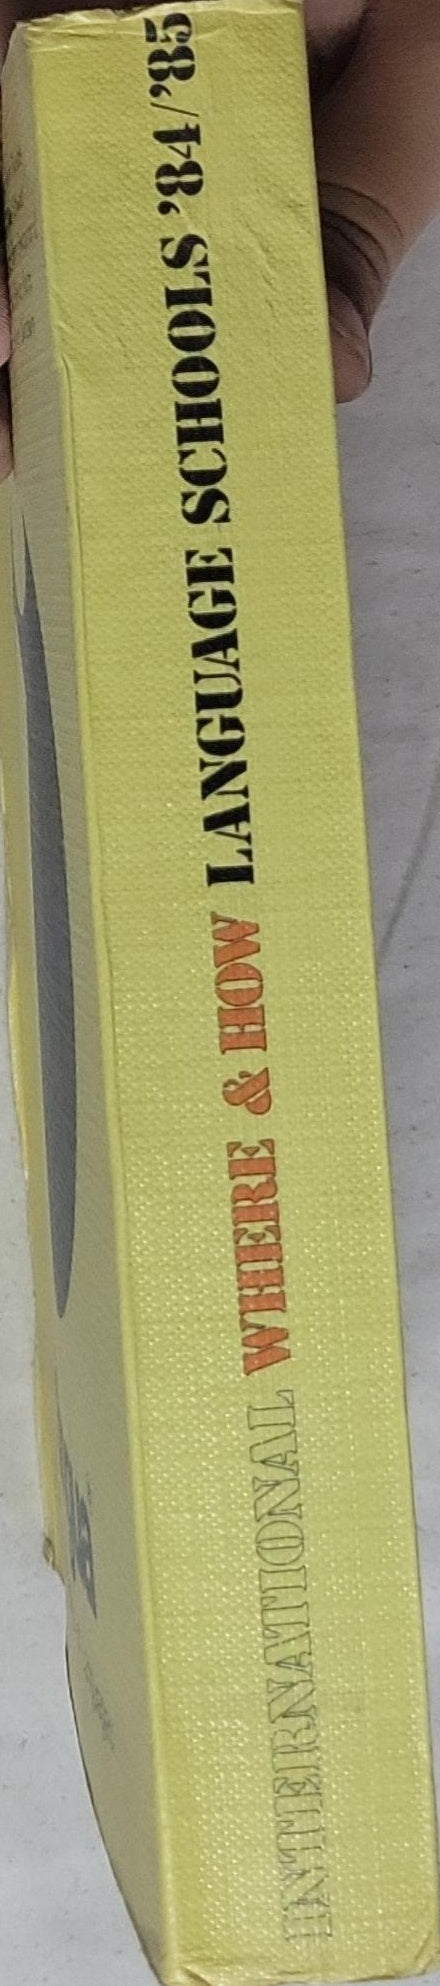 INTERNATIONAL WHERE & HOW LANGUAGE SCHOOLS '84/'85